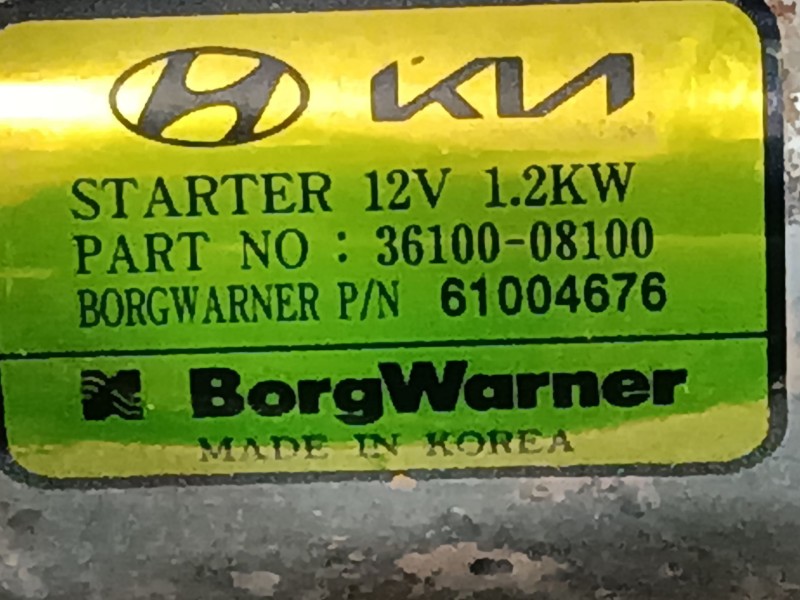 KIA
STARTER 12V 1.2KW
PART NO : 36100-08100
BORGWARNER P/N 61004676
BorgWarner
MADE IN KOREA